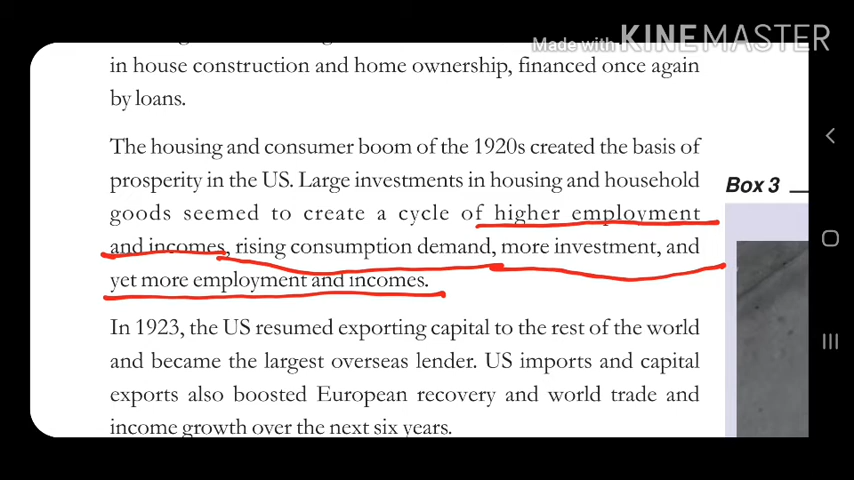 Made with KINEMASTER
in house construction and home ownership, financed once again
by loans.
The housing and consumer boom of the 1920s created the basis of
prosperity in the US. Large investments in housing and household
goods seemed to create a cycle of higher employment
and incomes, rising consumption demand, more investment, and
yet more employment and incomes.
Box 3
In 1923, the US resumed exporting capital to the rest of the world
and became the largest overseas lender. US imports and capital
exports also boosted European recovery and world trade and
income growth over the next six years.